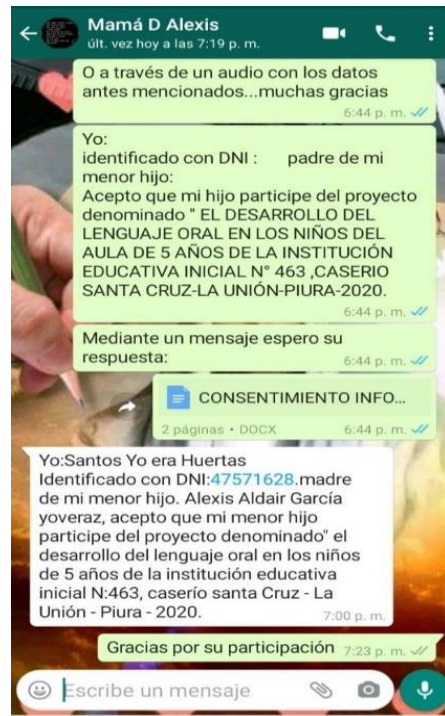 Mamá D Alexis
últ. vez hoy a las 7:19 p. m.
O a través de un audio con los datos
antes mencionados...muchas gracias
6:44 p. m.
Yo:
identificado con DNI : padre de mi
menor hijo:
Acepto que mi hijo participe del proyecto
denominado " EL DESARROLLO DEL
LENGUAJE ORAL EN LOS NIÑOS DEL
AULA DE 5 AÑOS DE LA INSTITUCIÓN
EDUCATIVA INICIAL N° 463 ,CASERIO
SANTA CRUZ-LA UNIÓN-PIURA-2020.
6:44 p. m.
Mediante un mensaje espero su
respuesta:
6:44 p. m.
CONSENTIMIENTO INFO...
2 páginas • DOCX 6:44 p. m.
Yo:Santos Yo era Huertas
Identificado con DNI:47571628.madre
de mi menor hijo. Alexis Aldair García
yoveraz, acepto que mi menor hijo
participe del proyecto denominado" el
desarrollo del lenguaje oral en los niños
de 5 años de la institución educativa
inicial N:463, caserío santa Cruz - La
Unión - Piura - 2020.
7:00 p. m.
Gracias por su participación 7:23 p. m.
Escribe un mensaje